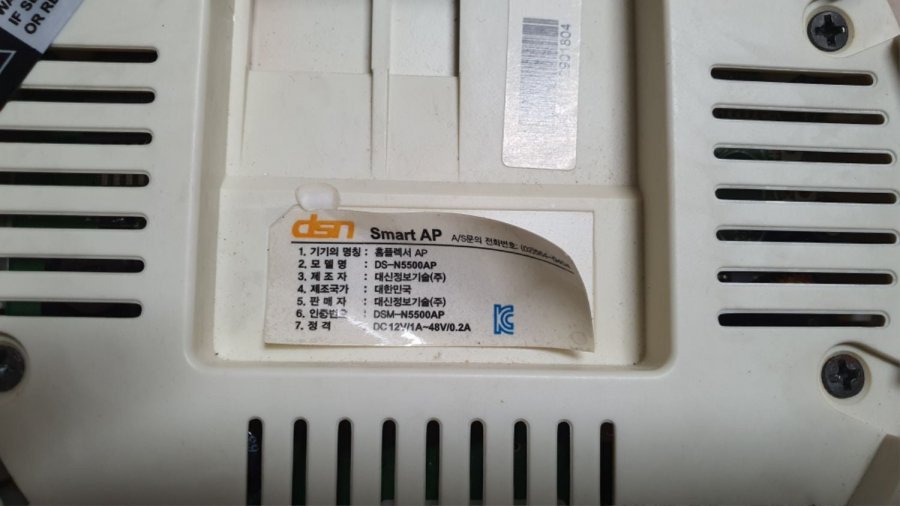 IF SE
OR RE
901804
dsn Smart AP A/S문의 전화번호:
1. 기기의 명칭 : 홈플렉서 AP
2. 모 델 명 : DS-N5500AP
3. 제 조 자 : 대신정보기술(주)
4. 제조국가 : 대한민국
5. 판 매 자 : 대신정보기술(주)
6. 인증번호 : DSM-N5500AP
7. 정 격 : DC12V/1A~48V/0.2A